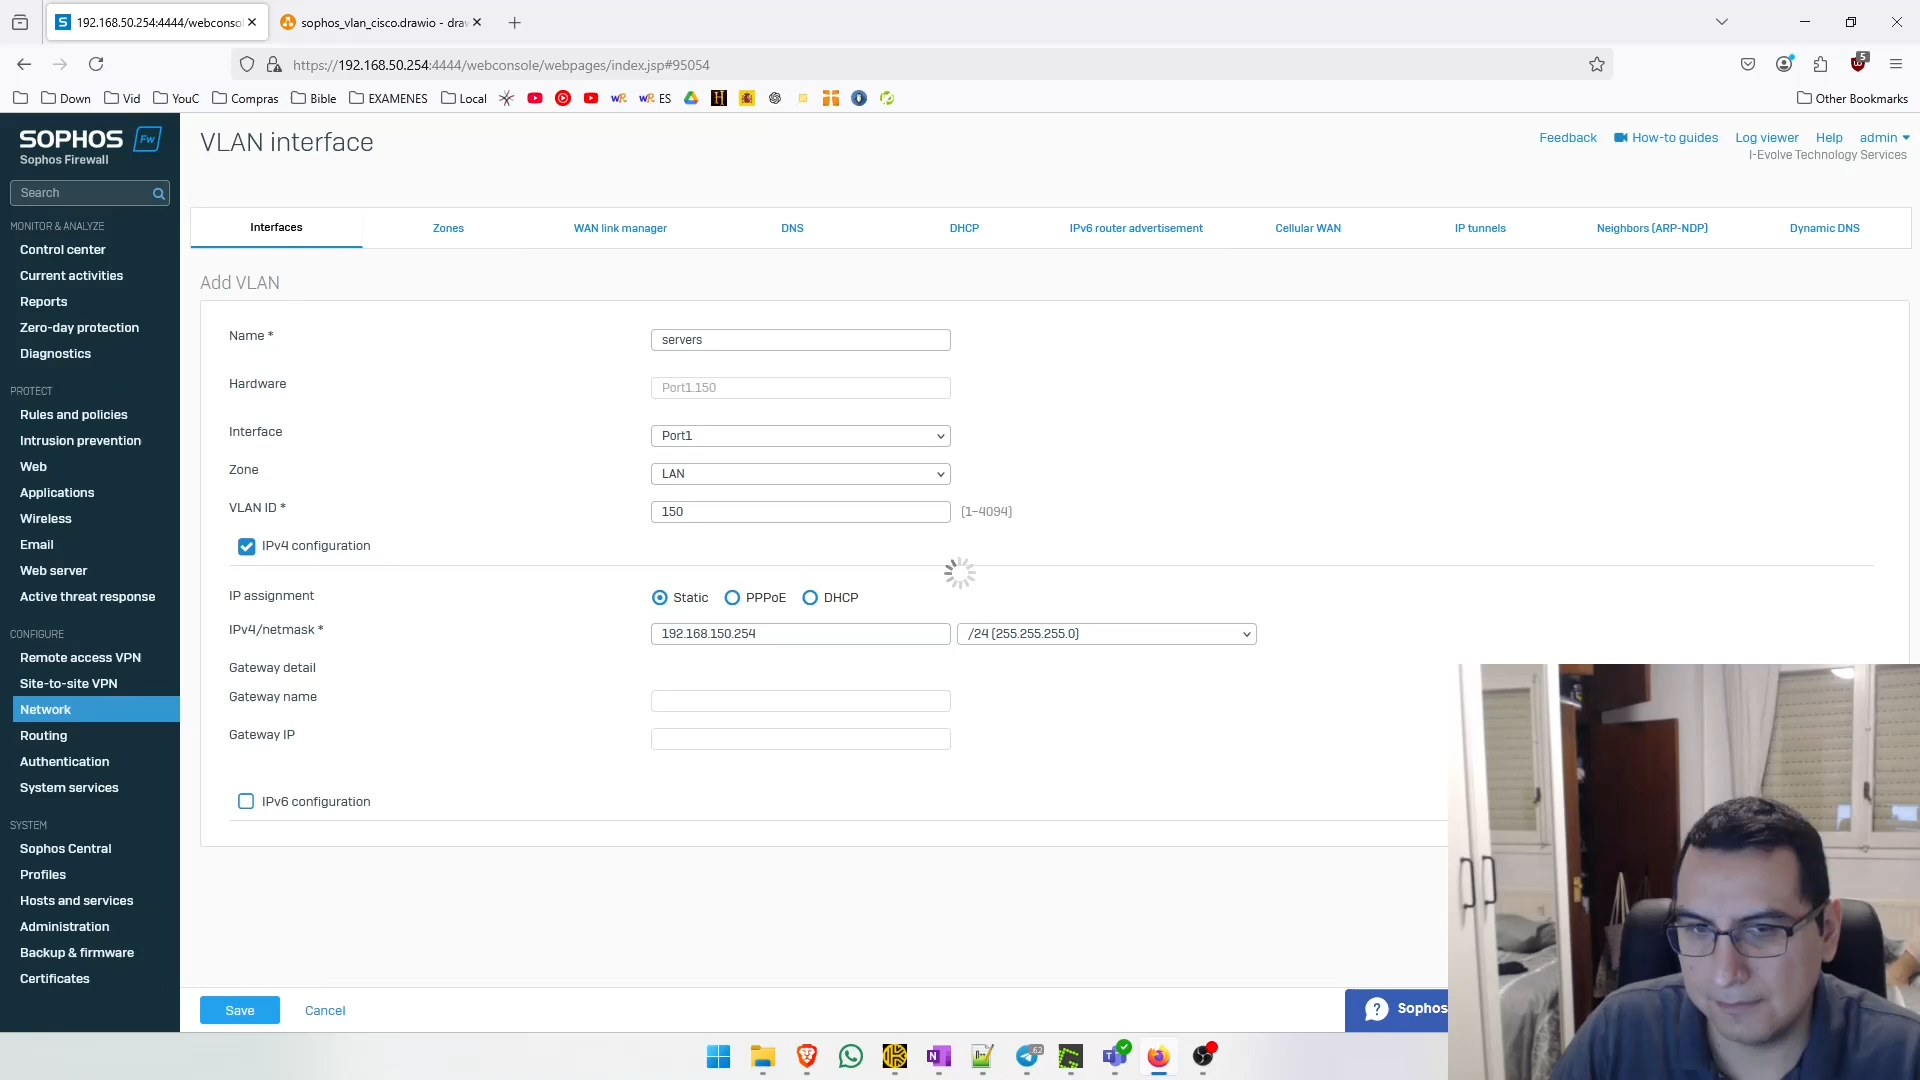 192.168.50.254:4444/webconso
sophos_vlan_cisco.drawio - drav
https://192.168.50.254:4444/webconsole/webpages/index.jsp#95054
5
Down
Vid
YouC
Compras
Bible
EXAMENES
Local
wR
wR ES
Other Bookmarks
SOPHOS Fw
Sophos Firewall
Search
MONITOR & ANALYZE
Control center
Current activities
Reports
Zero-day protection
Diagnostics
PROTECT
Rules and policies
Intrusion prevention
Web
Applications
Wireless
Email
Web server
Active threat response
CONFIGURE
Remote access VPN
Site-to-site VPN
Network
Routing
Authentication
System services
SYSTEM
Sophos Central
Profiles
Hosts and services
Administration
Backup & firmware
Certificates
VLAN interface
Feedback
How-to guides
Log viewer
Help
admin
I-Evolve Technology Services
Interfaces
Zones
WAN link manager
DNS
DHCP
IPv6 router advertisement
Cellular WAN
IP tunnels
Neighbors (ARP-NDP)
Dynamic DNS
Add VLAN
Name *
servers
Hardware
Port1.150
Interface
Port1
Zone
LAN
VLAN ID *
150
(1-4094)
IPv4 configuration
IP assignment
Static
PPPoE
DHCP
IPv4/netmask *
192.168.150.254
/24 (255.255.255.0)
Gateway detail
Gateway name
Gateway IP
IPv6 configuration
Save
Cancel
? Sophos
62